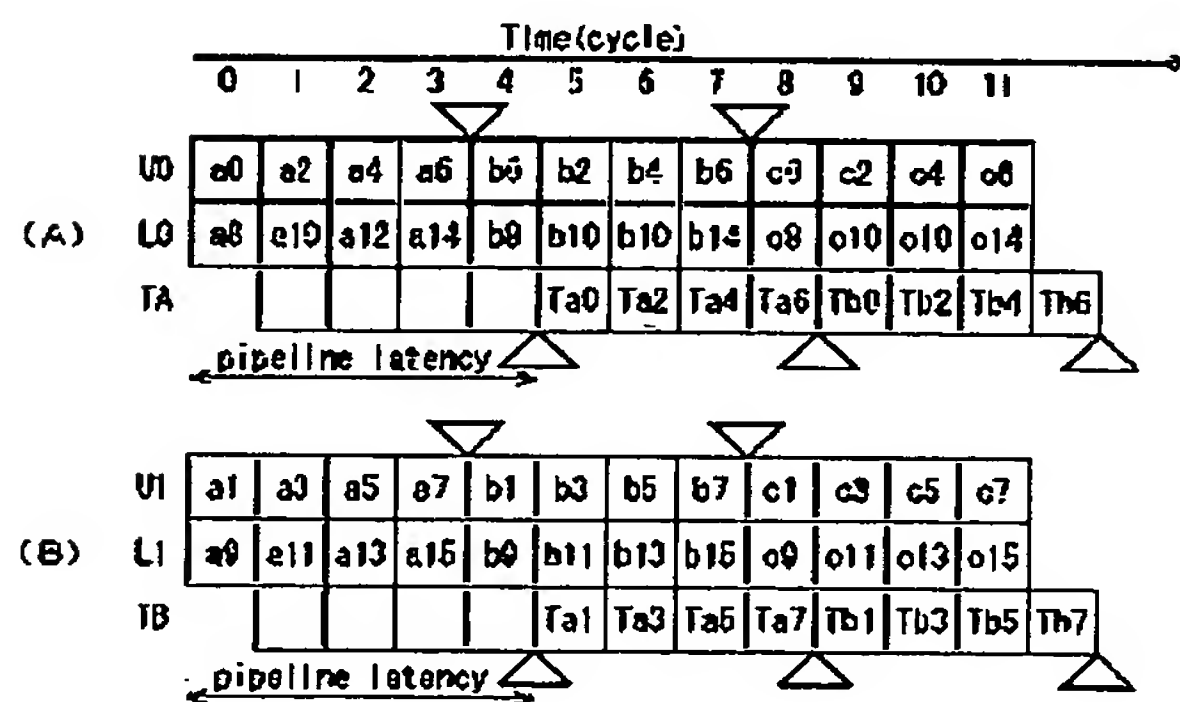 Time(cycle)
0 1 2 3 4 5 6 7 8 9 10 11
U0 a0 a2 a4 a6 b0 b2 b4 b6 c0 c2 c4 c6
(A) L0 a8 a10 a12 a14 b8 b10 b10 b14 c8 c10 c10 c14
TA Ta0 Ta2 Ta4 Ta6 Tb0 Tb2 Tb4 Tb6
pipeline latency
U1 a1 a3 a5 a7 b1 b3 b5 b7 c1 c3 c5 c7
(B) L1 a9 a11 a13 a15 b9 b11 b13 b15 c9 c11 c13 c15
TB Ta1 Ta3 Ta5 Ta7 Tb1 Tb3 Tb5 Tb7
pipeline latency